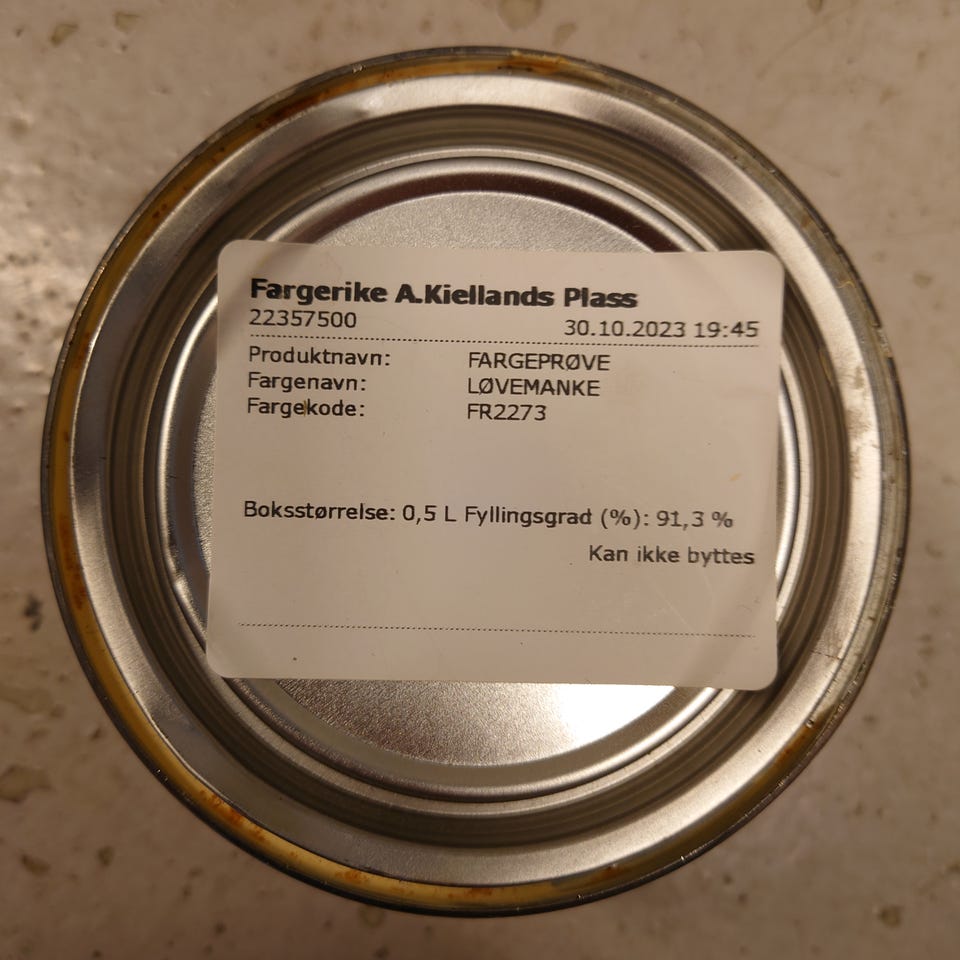 Fargerike A.Kiellands Plass
22357500 30.10.2023 19:45
Produktnavn: FARGEPRØVE
Fargenavn: LØVEMANKE
Fargekode: FR2273
Boksstørrelse: 0,5 L Fyllingsgrad (%): 91,3 %
Kan ikke byttes